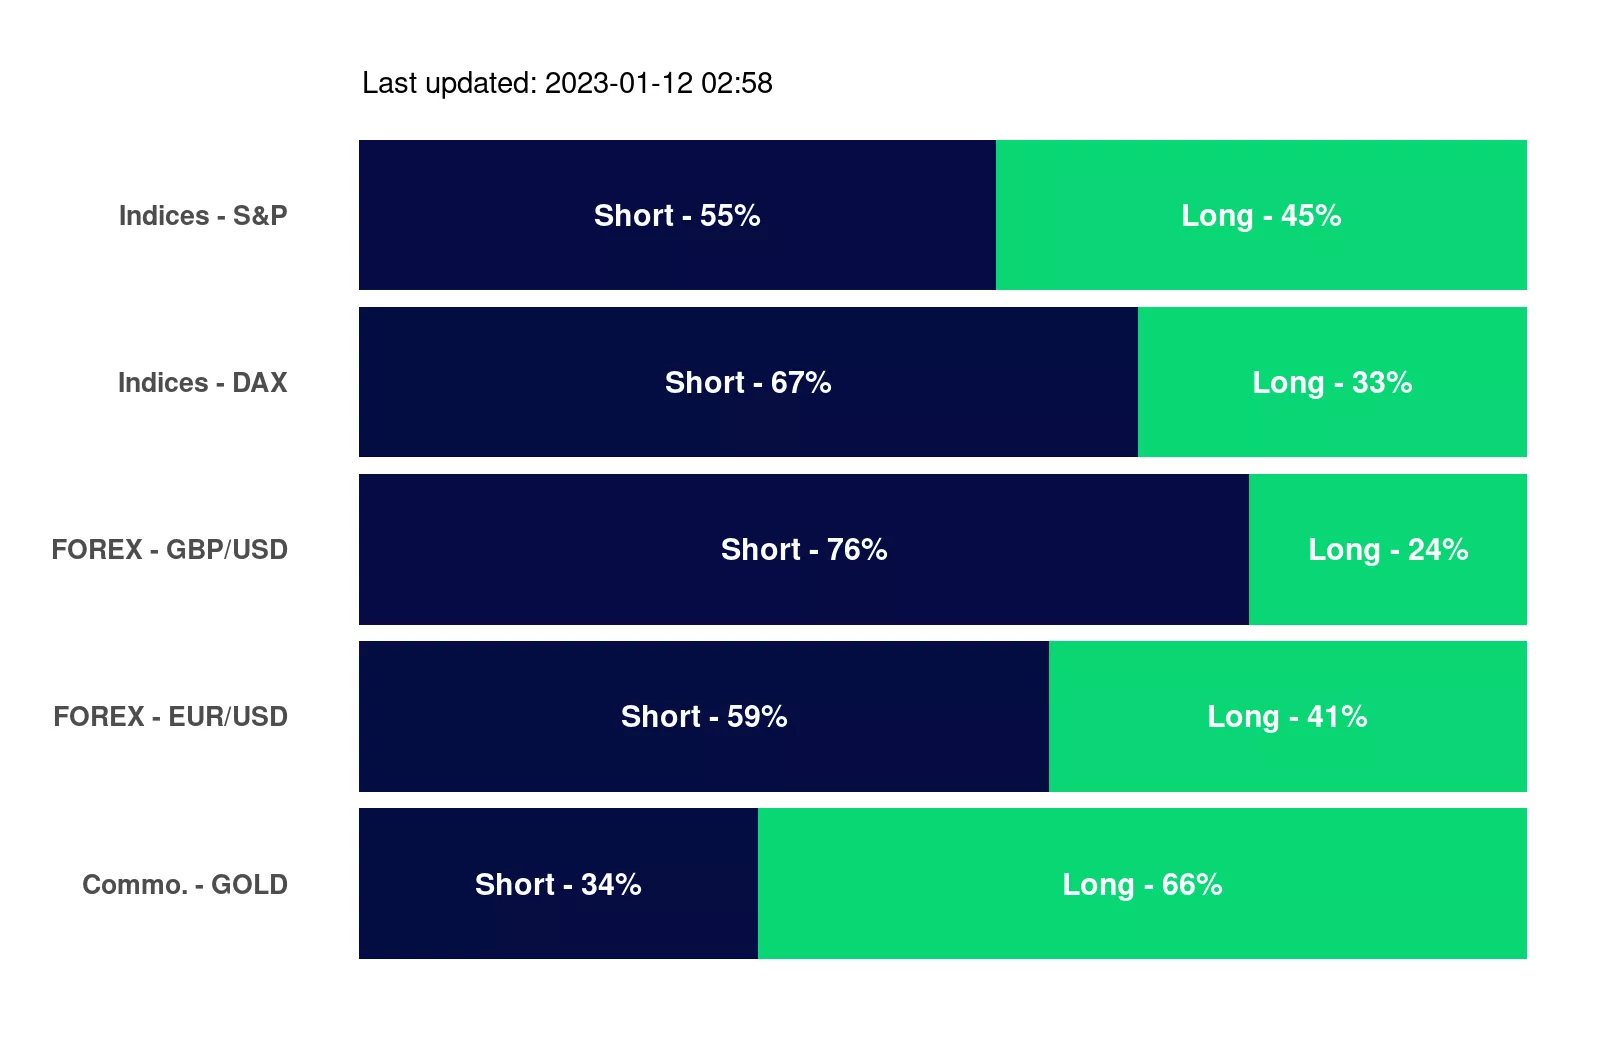 Last updated: 2023-01-12 02:58
Indices - S&P Short - 55% Long - 45%
Indices - DAX Short - 67% Long - 33%
FOREX - GBP/USD Short - 76% Long - 24%
FOREX - EUR/USD Short - 59% Long - 41%
Commo. - GOLD Short - 34% Long - 66%